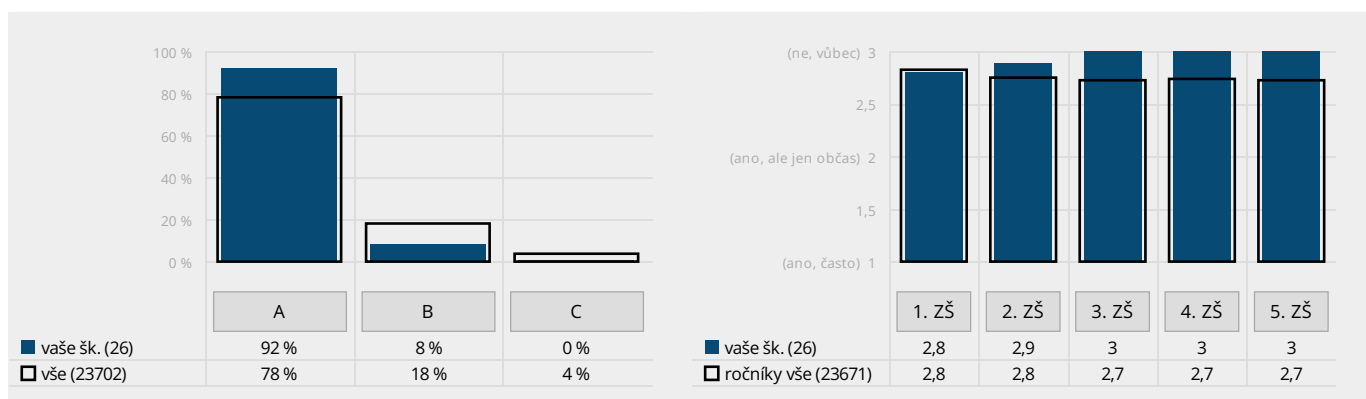 100 %
80 %
60 %
40 %
20 %
0 %
A B C
vaše šk. (26) 92 % 8 % 0 %
vše (23702) 78 % 18 % 4 %
(ne, vůbec) 3
2,5
(ano, ale jen občas) 2
1,5
(ano, často) 1
1. ZŠ 2. ZŠ 3. ZŠ 4. ZŠ 5. ZŠ
vaše šk. (26) 2,8 2,9 3 3 3
ročníky vše (23671) 2,8 2,8 2,7 2,7 2,7